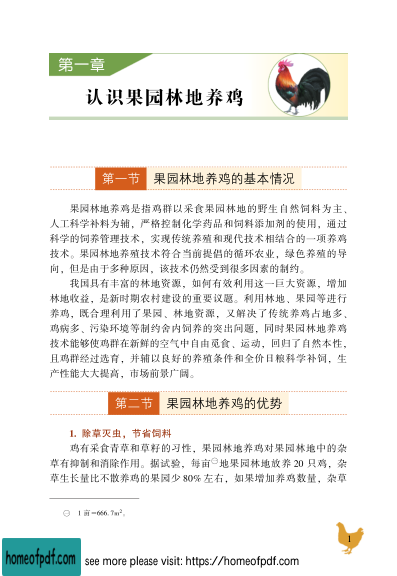 第一章
认识果园林地养鸡
第一节 果园林地养鸡的基本情况
果园林地养鸡是指鸡群以采食果园林地的野生自然饲料为主、
人工科学补料为辅，严格控制化学药品和饲料添加剂的使用，通过
科学的饲养管理技术，实现传统养殖和现代技术相结合的一项养鸡
技术。果园林地养殖技术符合当前提倡的循环农业，绿色养殖的导
向，但是由于多种原因，该技术仍然受到很多因素的制约。
我国具有丰富的林地资源，如何有效利用这一巨大资源，增加
林地收益，是新时期农村建设的重要议题。利用林地、果园等进行
养鸡，既合理利用了果园、林地资源，又解决了传统养鸡占地多、
鸡病多、污染环境等制约舍内饲养的突出问题，同时果园林地养鸡
技术能够使鸡群在新鲜的空气中自由觅食、运动，回归了自然本性，
且鸡群经过选育，并辅以良好的养殖条件和全价日粮科学补饲，生
产性能大大提高，市场前景广阔。
第二节 果园林地养鸡的优势
1. 除草灭虫，节省饲料
鸡有采食青草和草籽的习性，果园林地养鸡对果园林地中的杂
草有抑制和消除作用。据试验，每亩㊀地果园林地放养 20 只鸡，杂
草生长量比不散养鸡的果园少 80% 左右，如果增加养鸡数量，杂草
㊀ 1 亩=666.7m²。
1
homeofpdf.com see more please visit: https://homeofpdf.com